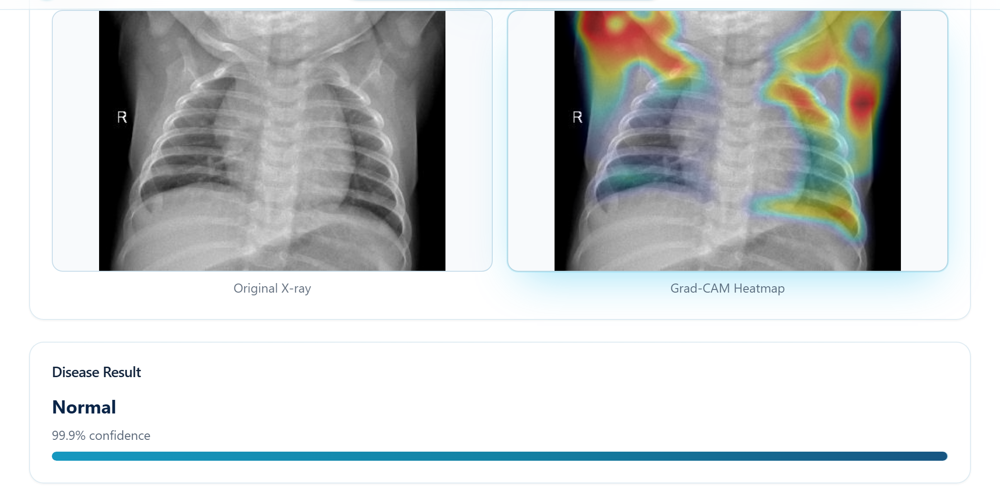 R
R
Original X-ray
Grad-CAM Heatmap
Disease Result
Normal
99.9% confidence